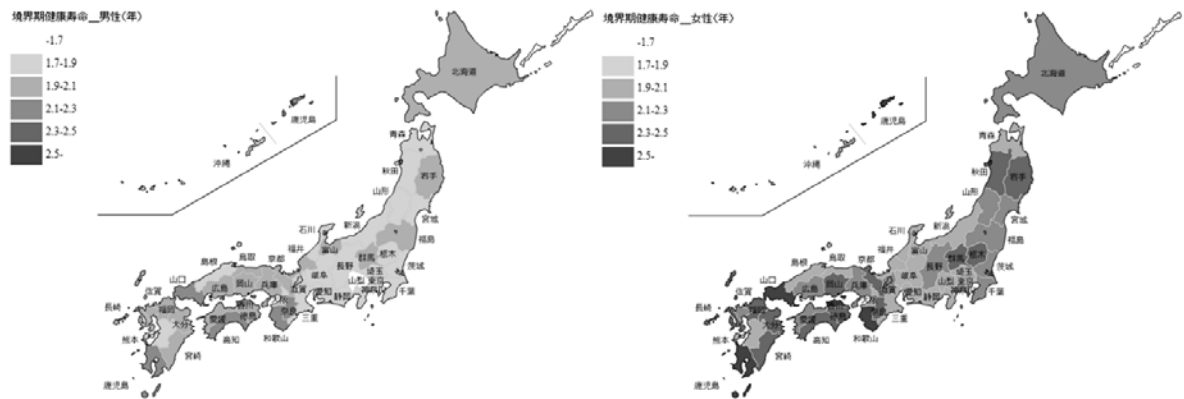 境界期健康寿命__男性(年)
-1.7
1.7-1.9
1.9-2.1
2.1-2.3
2.3-2.5
2.5-
北海道
鹿児島
沖縄
青森
秋田
岩手
山形
宮城
石川
新潟
福島
福井
富山
群馬
栃木
鳥取
京都
島根
岐阜
長野
埼玉
茨城
山口
岡山
兵庫
滋賀
山梨
東京
広島
愛知
静岡
千葉
佐賀
長崎
福岡
香川
奈良
三重
大分
愛媛
徳島
熊本
高知
和歌山
宮崎
鹿児島
境界期健康寿命__女性(年)
-1.7
1.7-1.9
1.9-2.1
2.1-2.3
2.3-2.5
2.5-
北海道
鹿児島
沖縄
青森
秋田
岩手
山形
宮城
石川
新潟
福島
福井
富山
群馬
栃木
鳥取
京都
島根
岐阜
長野
埼玉
茨城
山口
岡山
兵庫
滋賀
山梨
東京
広島
愛知
静岡
千葉
佐賀
長崎
大分
愛媛
徳島
熊本
高知
和歌山
三重
宮崎
鹿児島